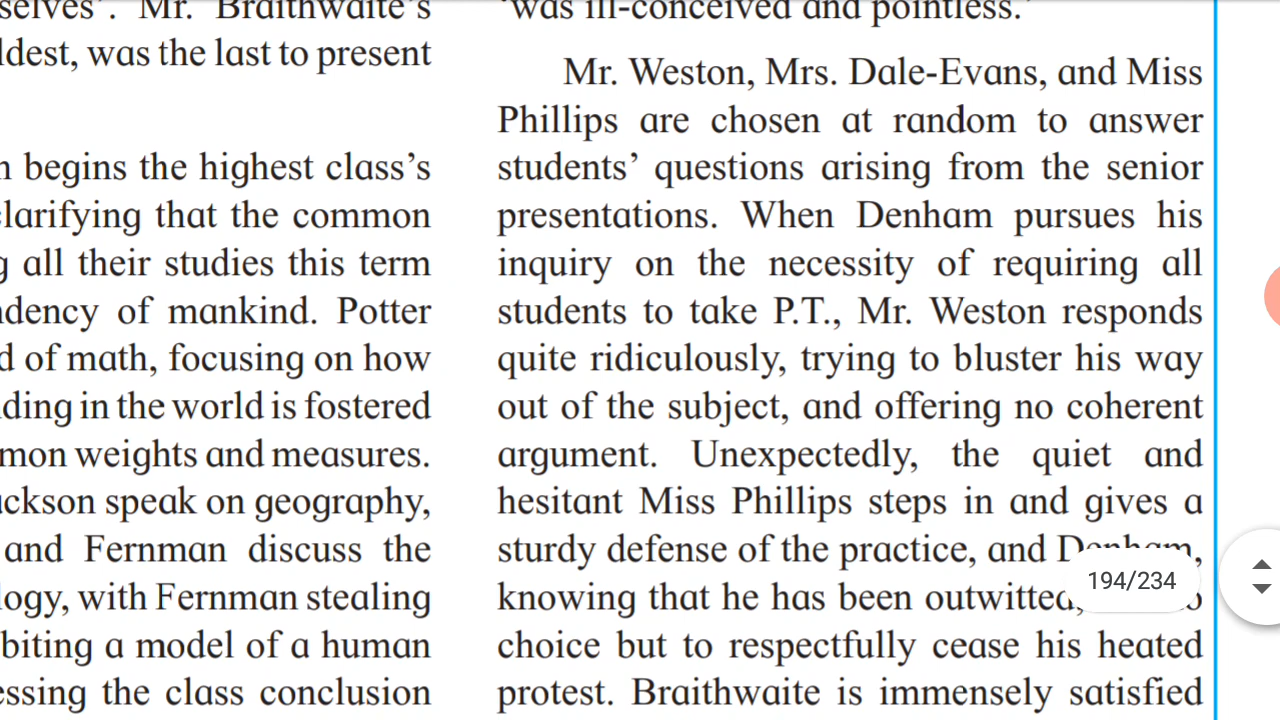 selves’. Mr. Braithwaite’s
ldest, was the last to present
begins the highest class’s
clarifying that the common
all their studies this term
ndency of mankind. Potter
d of math, focusing on how
ding in the world is fostered
mon weights and measures.
ackson speak on geography,
and Fernman discuss the
logy, with Fernman stealing
biting a model of a human
essing the class conclusion
‘was ill-conceived and pointless.’
Mr. Weston, Mrs. Dale-Evans, and Miss
Phillips are chosen at random to answer
students’ questions arising from the senior
presentations. When Denham pursues his
inquiry on the necessity of requiring all
students to take P.T., Mr. Weston responds
quite ridiculously, trying to bluster his way
out of the subject, and offering no coherent
argument. Unexpectedly, the quiet and
hesitant Miss Phillips steps in and gives a
sturdy defense of the practice, and Denham,
knowing that he has been outwitted,
choice but to respectfully cease his heated
protest. Braithwaite is immensely satisfied
194/234